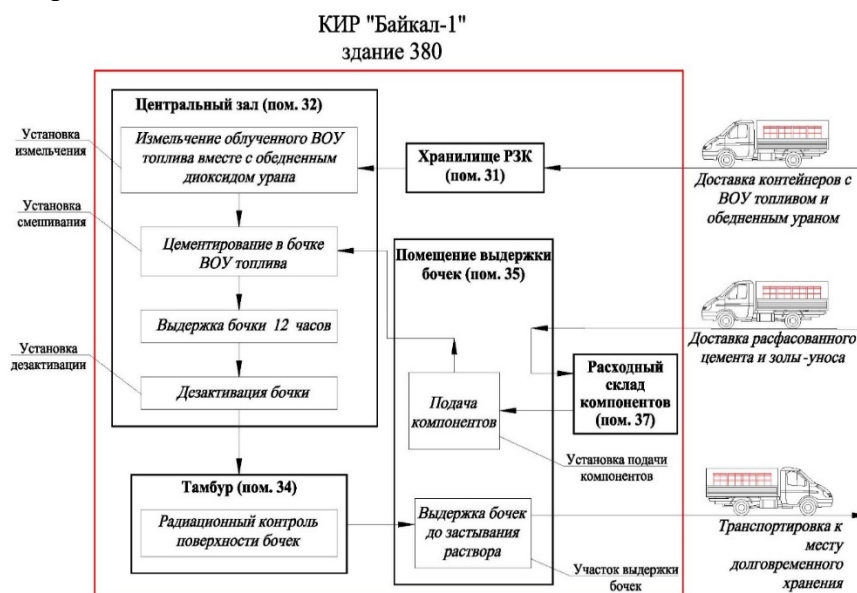 КИР "Байкал-1"
здание 380
Центральный зал (пом. 32)
Установка
измельчения
Измельчение облученного ВОУ
топлива вместе с обедненным
диоксидом урана
Хранилище РЗК
(пом. 31)
Доставка контейнеров с
ВОУ топливом и
обедненным ураном
Установка
смешивания
Цементирование в бочке
ВОУ топлива
Помещение выдержки
бочек (пом. 35)
Выдержка бочки 12 часов
Доставка расфасованного
цемента и золы-уноса
Установка
дезактивации
Дезактивация бочки
Подача
компонентов
Расходный
склад
компонентов
(пом. 37)
Установка подачи
компонентов
Тамбур (пом. 34)
Радиационный контроль
поверхности бочек
Выдержка бочек
до застывания
раствора
Участок выдержки
бочек
Транспортировка к
месту
долговременного
хранения